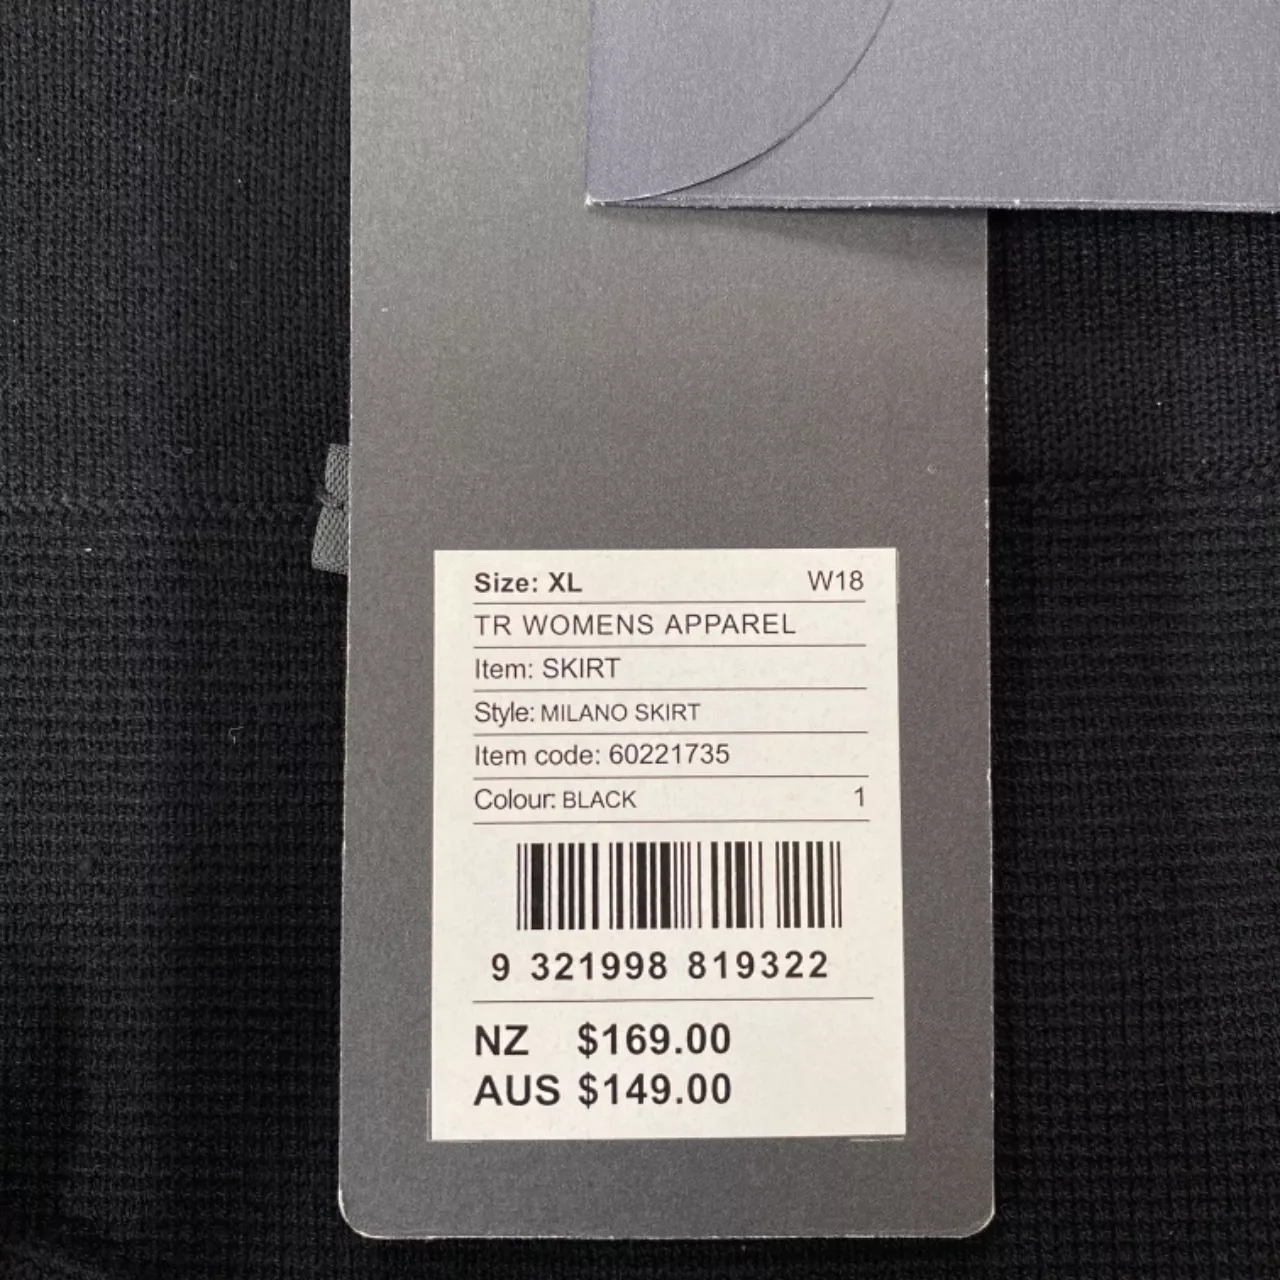 Size: XL W18
TR WOMENS APPAREL
Item: SKIRT
Style: MILANO SKIRT
Item code: 60221735
Colour: BLACK 1
9 321998 819322
NZ $169.00
AUS $149.00